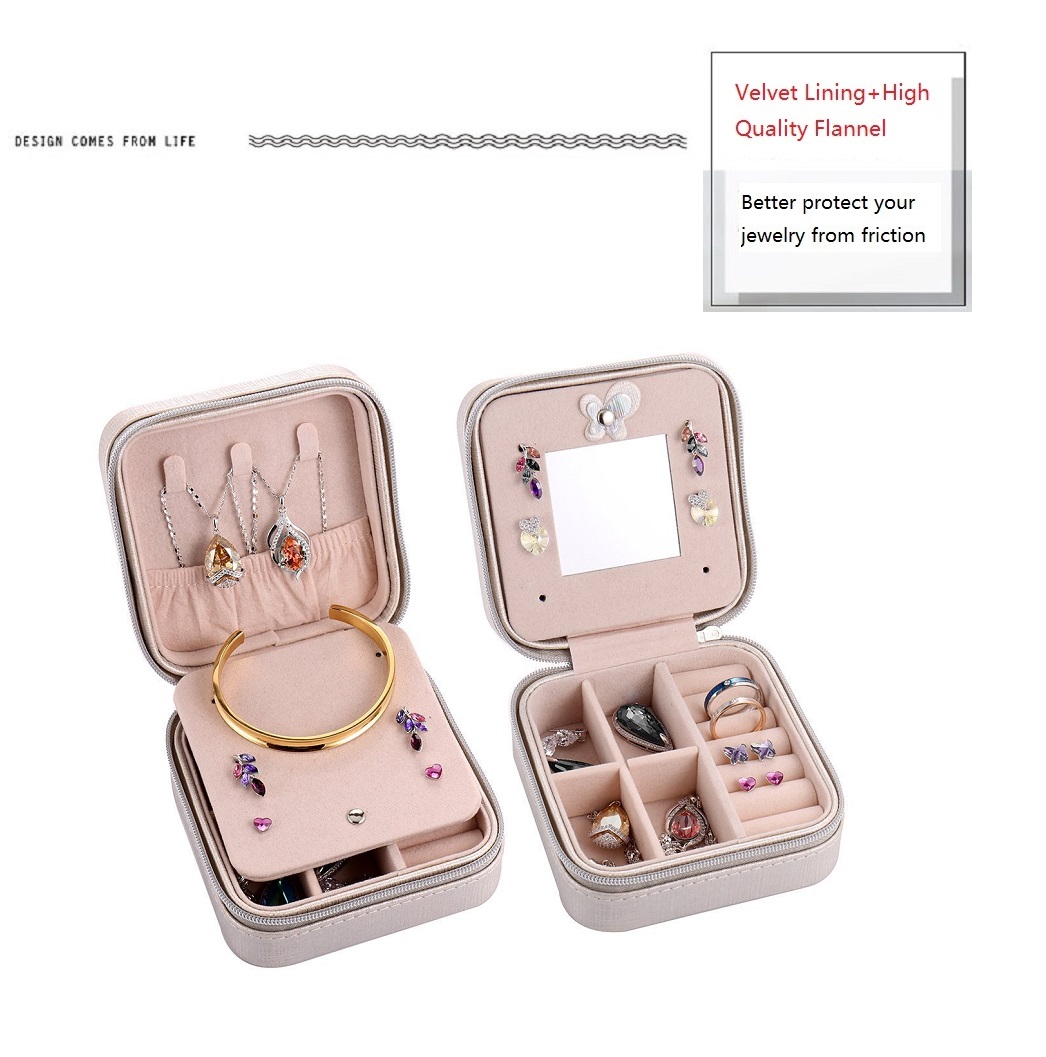 DESIGN COMES FROM LIFE
Velvet Lining+High
Quality Flannel
Better protect your
jewelry from friction